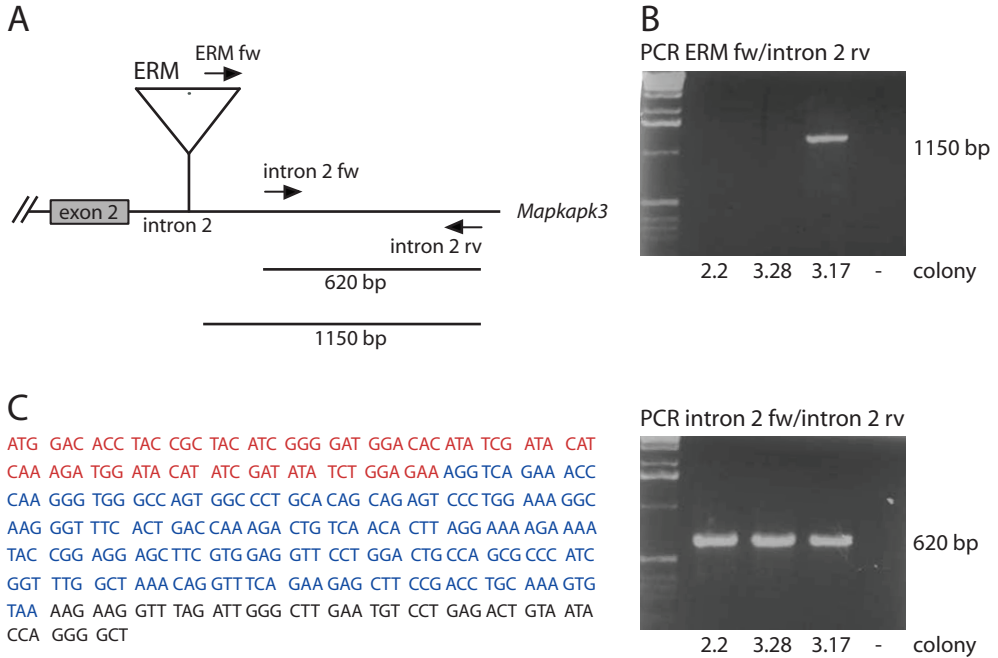 A
ERM
ERM fw
intron 2 fw
exon 2
intron 2
Mapkapk3
intron 2 rv
620 bp
1150 bp
B
PCR ERM fw/intron 2 rv
1150 bp
2.2 3.28 3.17 - colony
C
ATG GAC ACC TAC CGC TAC ATC GGG GAT GGA CAC ATA TCG ATA CAT
CAA AGA TGG ATA CAT ATC GAT ATA TCT GGA GAA AGG TCA GAA ACC
CAA GGG TGG GCC AGT GGC CCT GCA CAG CAG AGT CCC TGG AAA GGC
AAG GGT TTC ACT GAC CAA AGA CTG TCA ACA CTT AGG AAA AGA AAA
TAC CGG AGG AGC TTC GTG GAG GTT CCT GGA CTG CCA GCG CCC ATC
GGT TTG GCT AAA CAG GTT TCA GAA GAG CTT CCG ACC TGC AAA GTG
TAA AAG AAG GTT TAG ATT GGG CTT GAA TGT CCT GAG ACT GTA ATA
CCA GGG GCT
PCR intron 2 fw/intron 2 rv
620 bp
2.2 3.28 3.17 - colony